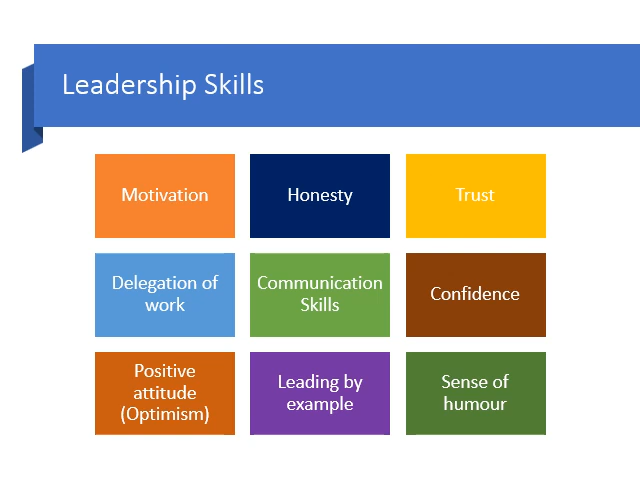 Leadership Skills
Motivation
Honesty
Trust
Delegation of
work
Communication
Skills
Confidence
Positive
attitude
(Optimism)
Leading by
example
Sense of
humour